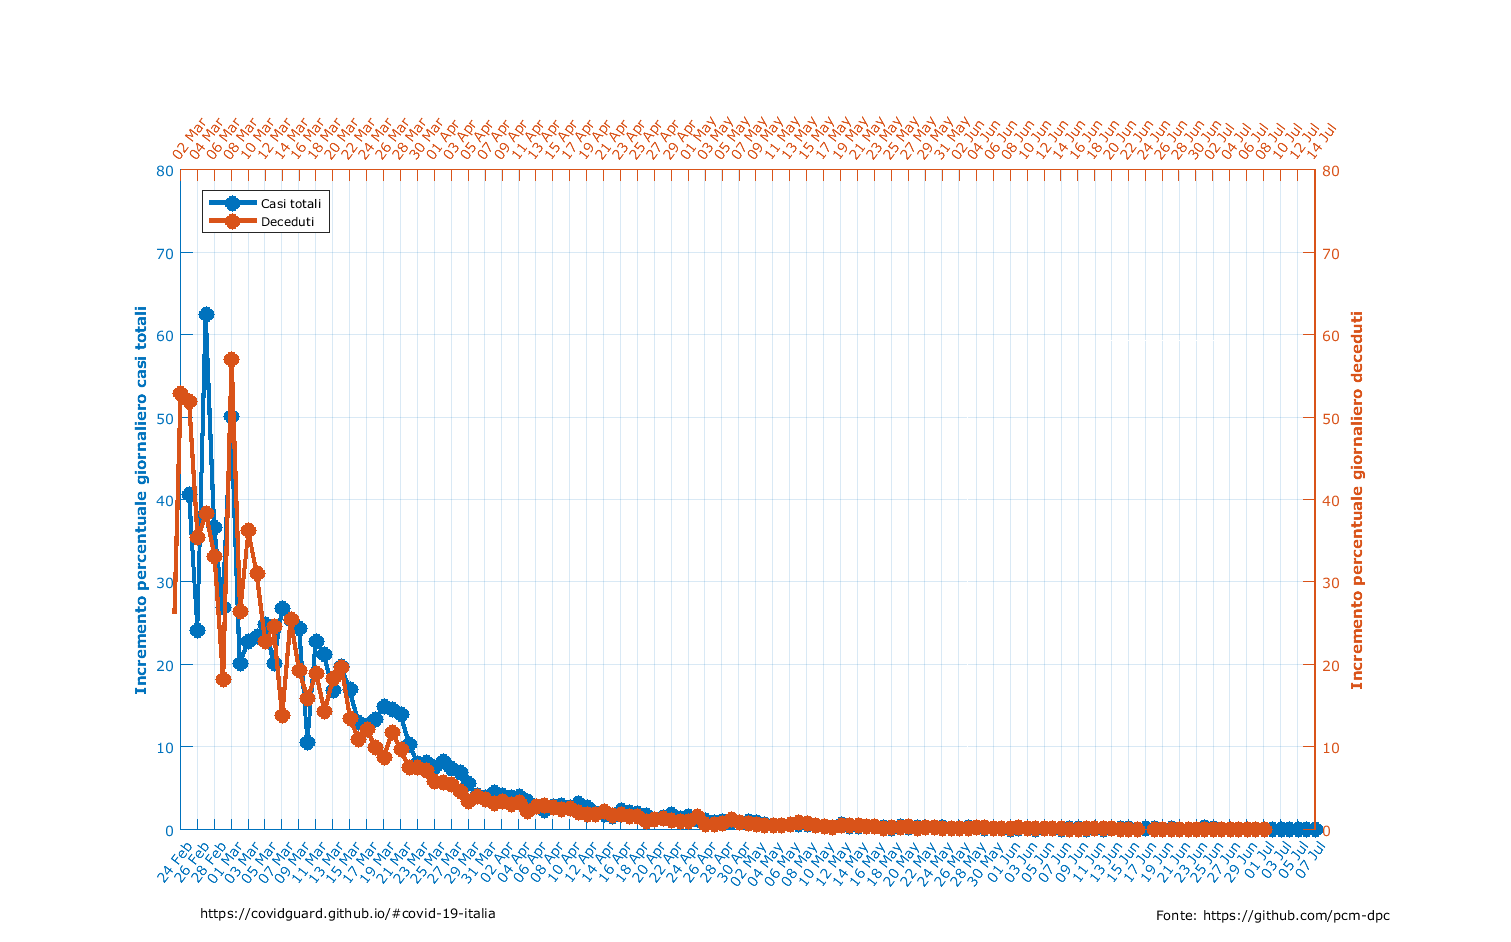 02 Mar
04 Mar
06 Mar
08 Mar
10 Mar
12 Mar
14 Mar
16 Mar
18 Mar
20 Mar
22 Mar
24 Mar
26 Mar
28 Mar
30 Mar
01 Apr
03 Apr
05 Apr
07 Apr
09 Apr
11 Apr
13 Apr
15 Apr
17 Apr
19 Apr
21 Apr
23 Apr
25 Apr
27 Apr
29 Apr
01 May
03 May
05 May
07 May
09 May
11 May
13 May
15 May
17 May
19 May
21 May
23 May
25 May
27 May
29 May
31 May
02 Jun
04 Jun
06 Jun
08 Jun
10 Jun
12 Jun
14 Jun
16 Jun
18 Jun
20 Jun
22 Jun
24 Jun
26 Jun
28 Jun
30 Jun
02 Jul
04 Jul
06 Jul
08 Jul
10 Jul
12 Jul
14 Jul
80
70
60
50
40
30
20
10
0
Incremento percentuale giornaliero casi totali
Casi totali
Deceduti
80
70
60
50
40
30
20
10
0
Incremento percentuale giornaliero deceduti
24 Feb
26 Feb
28 Feb
01 Mar
03 Mar
05 Mar
07 Mar
09 Mar
11 Mar
13 Mar
15 Mar
17 Mar
19 Mar
21 Mar
23 Mar
25 Mar
27 Mar
29 Mar
31 Mar
02 Apr
04 Apr
06 Apr
08 Apr
10 Apr
12 Apr
14 Apr
16 Apr
18 Apr
20 Apr
22 Apr
24 Apr
26 Apr
28 Apr
30 Apr
02 May
04 May
06 May
08 May
10 May
12 May
14 May
16 May
18 May
20 May
22 May
24 May
26 May
28 May
30 May
01 Jun
03 Jun
05 Jun
07 Jun
09 Jun
11 Jun
13 Jun
15 Jun
17 Jun
19 Jun
21 Jun
23 Jun
25 Jun
27 Jun
29 Jun
01 Jul
03 Jul
05 Jul
07 Jul
https://covidguard.github.io/#covid-19-italia
Fonte: https://github.com/pcm-dpc